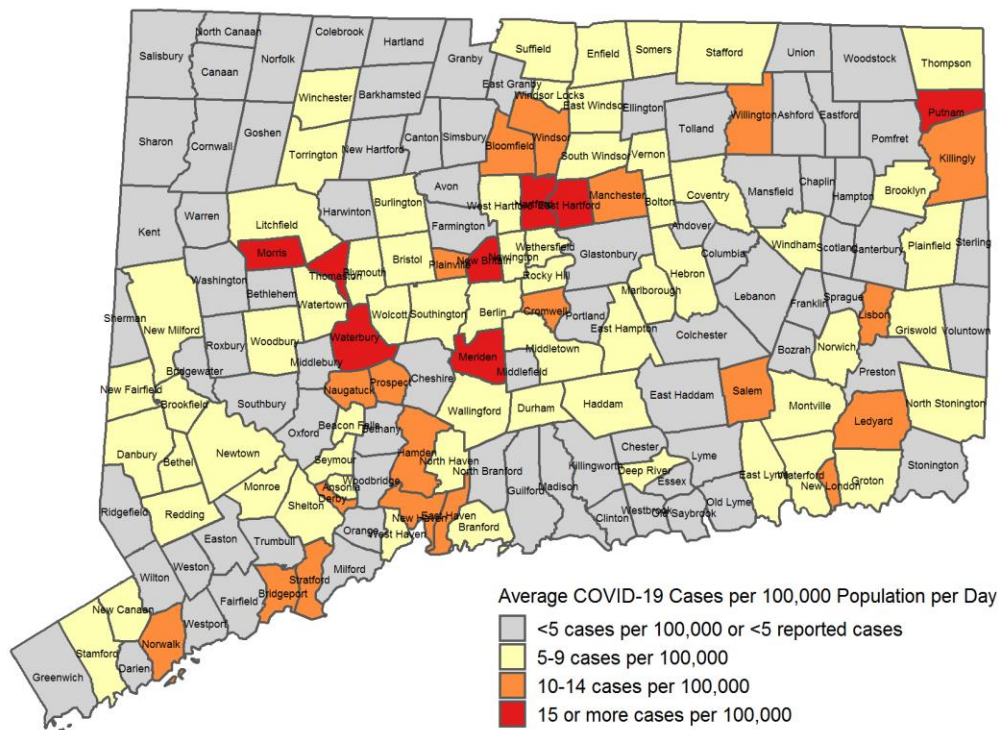 North Canaan
Colebrook
Hartland
Salisbury
Canaan
Norfolk
Granby
Suffield
Enfield
Somers
Stafford
Union
Woodstock
Thompson
East Granby
Windsor Locks
Winchester
Barkhamsted
East Windsor
Ellington
Willington
Ashford
Eastford
Putnam
Sharon
Cornwall
Goshen
Torrington
New Hartford
Canton
Simsbury
Bloomfield
Windsor
Tolland
Pomfret
Killingly
South Windsor
Vernon
Avon
West Hartford
Hartford
East Hartford
Manchester
Bolton
Coventry
Mansfield
Chaplin
Hampton
Brooklyn
Kent
Warren
Litchfield
Harwinton
Burlington
Farmington
Andover
Columbia
Windham
Scotland
Canterbury
Plainfield
Sterling
Morris
Thomaston
Plymouth
Bristol
Plainville
New Britain
Newington
Wethersfield
Glastonbury
Rocky Hill
Hebron
Washington
Bethlehem
Watertown
Wolcott
Southington
Berlin
Cromwell
Portland
Marlborough
East Hampton
Lebanon
Franklin
Sprague
Lisbon
Griswold
Voluntown
Sherman
New Milford
Roxbury
Woodbury
Middlebury
Waterbury
Cheshire
Meriden
Middletown
Middlefield
Colchester
Bozrah
Norwich
Preston
Bridgewater
Naugatuck
Prospect
New Fairfield
Brookfield
Southbury
Oxford
Beacon Falls
Bethany
Wallingford
Durham
Haddam
East Haddam
Salem
Montville
Ledyard
North Stonington
Danbury
Bethel
Newtown
Seymour
Woodbridge
Hamden
North Haven
North Branford
Killingworth
Chester
Deep River
Lyme
Essex
Monroe
Ansonia
Derby
Shelton
Guilford
Madison
East Lyme
Waterford
New London
Groton
Stonington
Ridgefield
Redding
Orange
New Haven
East Haven
West Haven
Branford
Clinton
Westbrook
Old Saybrook
Old Lyme
Easton
Trumbull
Milford
Wilton
Weston
Stratford
Bridgeport
Fairfield
New Canaan
Norwalk
Westport
Greenwich
Stamford
Darien
Average COVID-19 Cases per 100,000 Population per Day
<5 cases per 100,000 or <5 reported cases
5-9 cases per 100,000
10-14 cases per 100,000
15 or more cases per 100,000